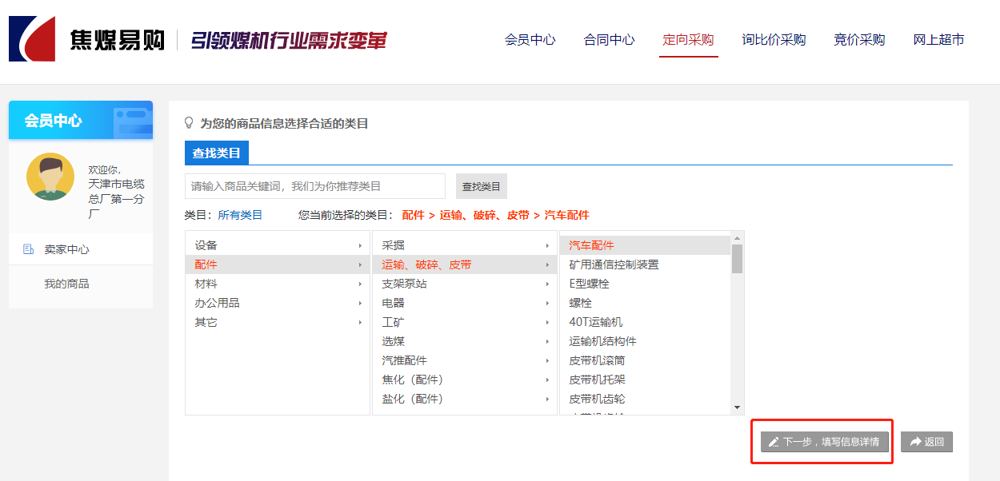 焦煤易购
引领煤机行业需求变革
会员中心
合同中心
定向采购
询比价采购
竞价采购
网上超市
会员中心
欢迎你,
天津市电缆
总厂第一分
厂
卖家中心
我的商品
为您的商品信息选择合适的类目
查找类目
请输入商品关键词，我们为你推荐类目
查找类目
类目：所有类目
您当前选择的类目： 配件 > 运输、破碎、皮带 > 汽车配件
设备
配件
材料
办公用品
其它
采掘
运输、破碎、皮带
支架泵站
电器
工矿
选煤
汽推配件
焦化（配件）
盐化（配件）
汽车配件
矿用通信控制装置
E型螺栓
螺栓
40T运输机
运输机结构件
皮带机滚筒
皮带机托架
皮带机齿轮
下一步，填写信息详情
返回